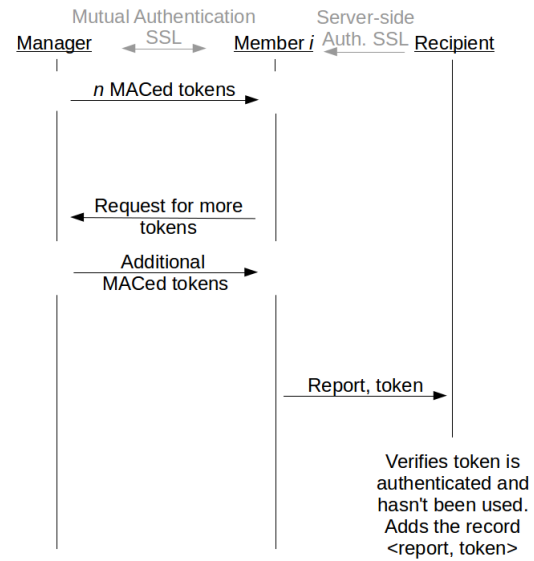 Mutual Authentication
SSL
Server-side
Auth. SSL
Manager
Member i
Recipient
n MACed tokens
Request for more
tokens
Additional
MACed tokens
Report, token
Verifies token is
authenticated and
hasn't been used.
Adds the record
<report, token>